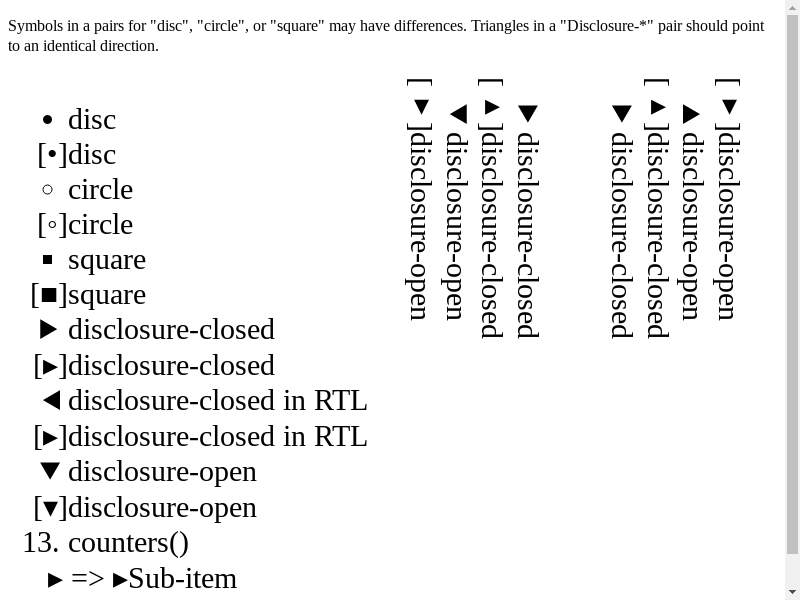 Symbols in a pairs for "disc", "circle", or "square" may have differences. Triangles in a "Disclosure-*" pair should point
to an identical direction.
• disc
[•]disc
◦ circle
[◦]circle
▪ square
[■]square
▶ disclosure-closed
[▸]disclosure-closed
◀ disclosure-closed in RTL
[▸]disclosure-closed in RTL
▼ disclosure-open
[▾]disclosure-open
13. counters()
▸ => ▸Sub-item
[▸]disclosure-open
◀ disclosure-open
[▸]disclosure-closed
▼ disclosure-closed
▼ disclosure-closed
[▸]disclosure-closed
▶ disclosure-open
[▾]disclosure-open